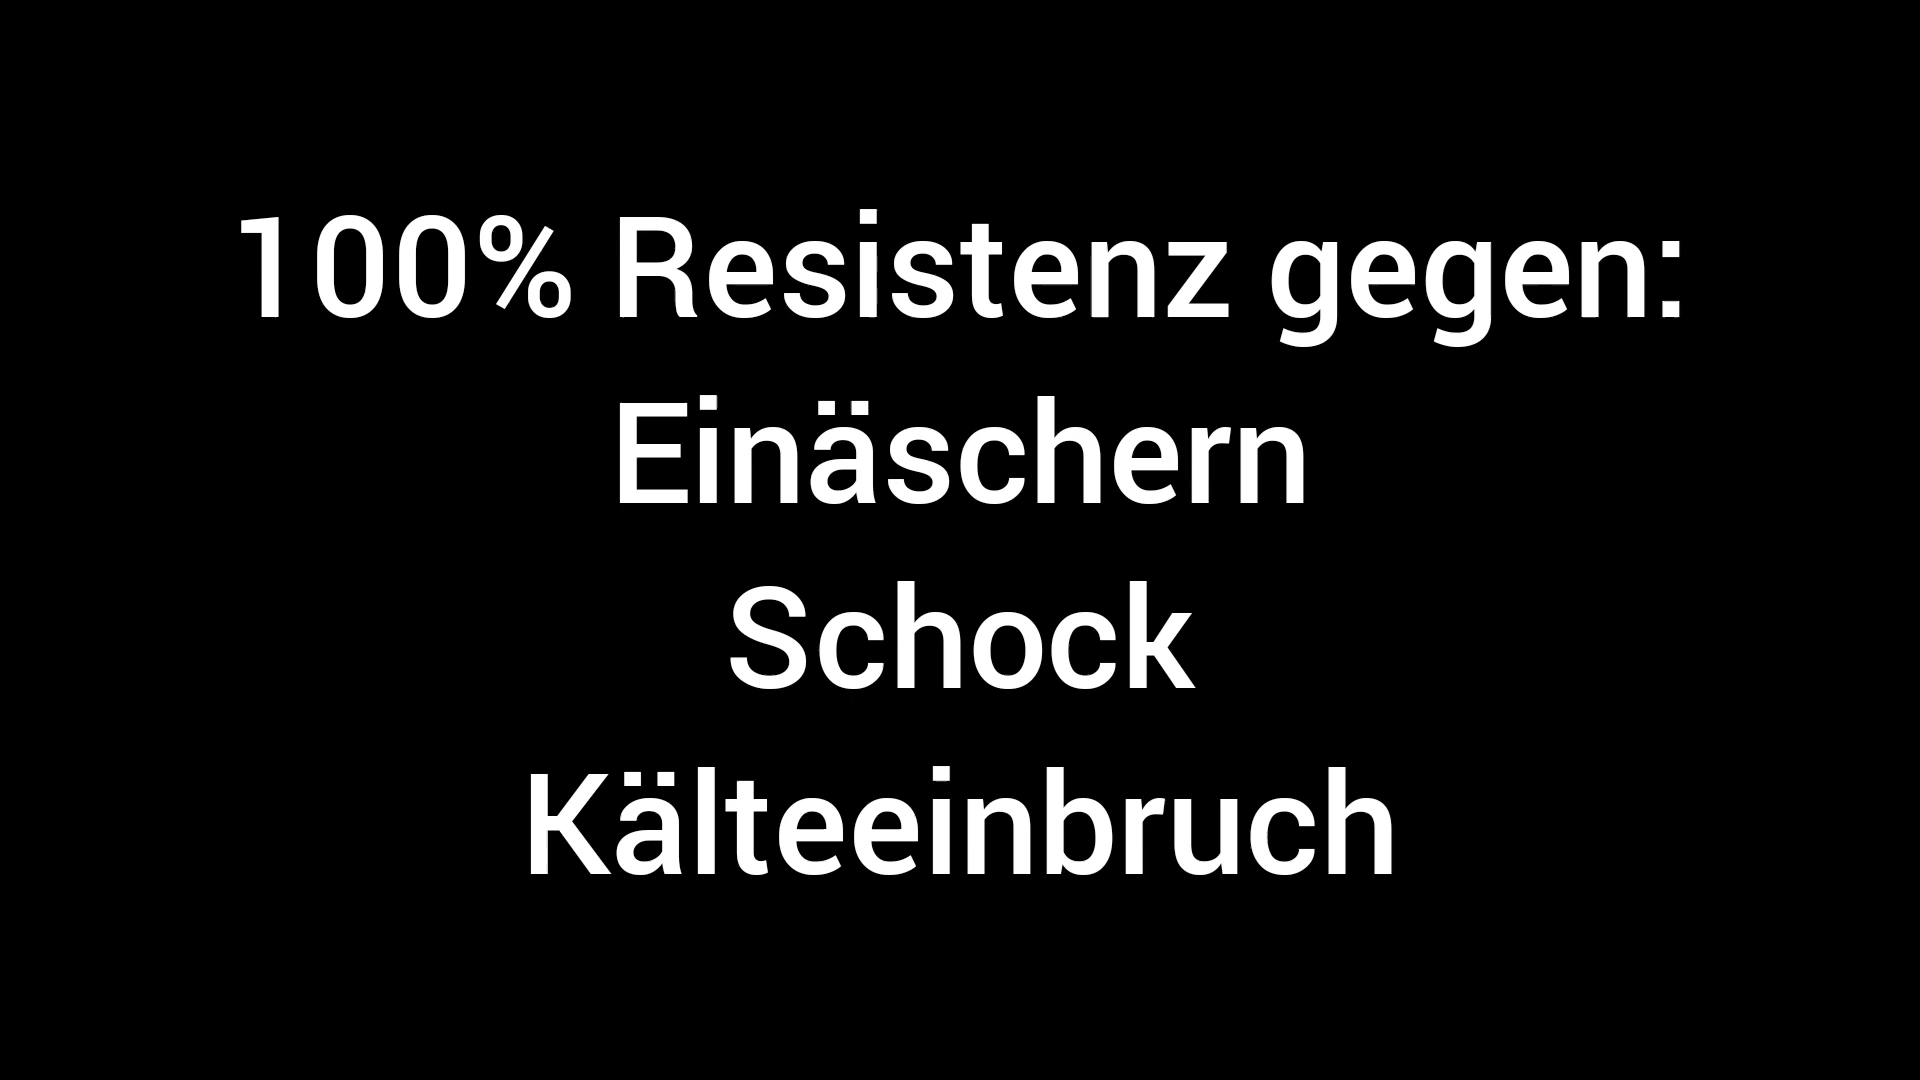 100% Resistenz gegen:
Einäschern
Schock
Kälteeinbruch